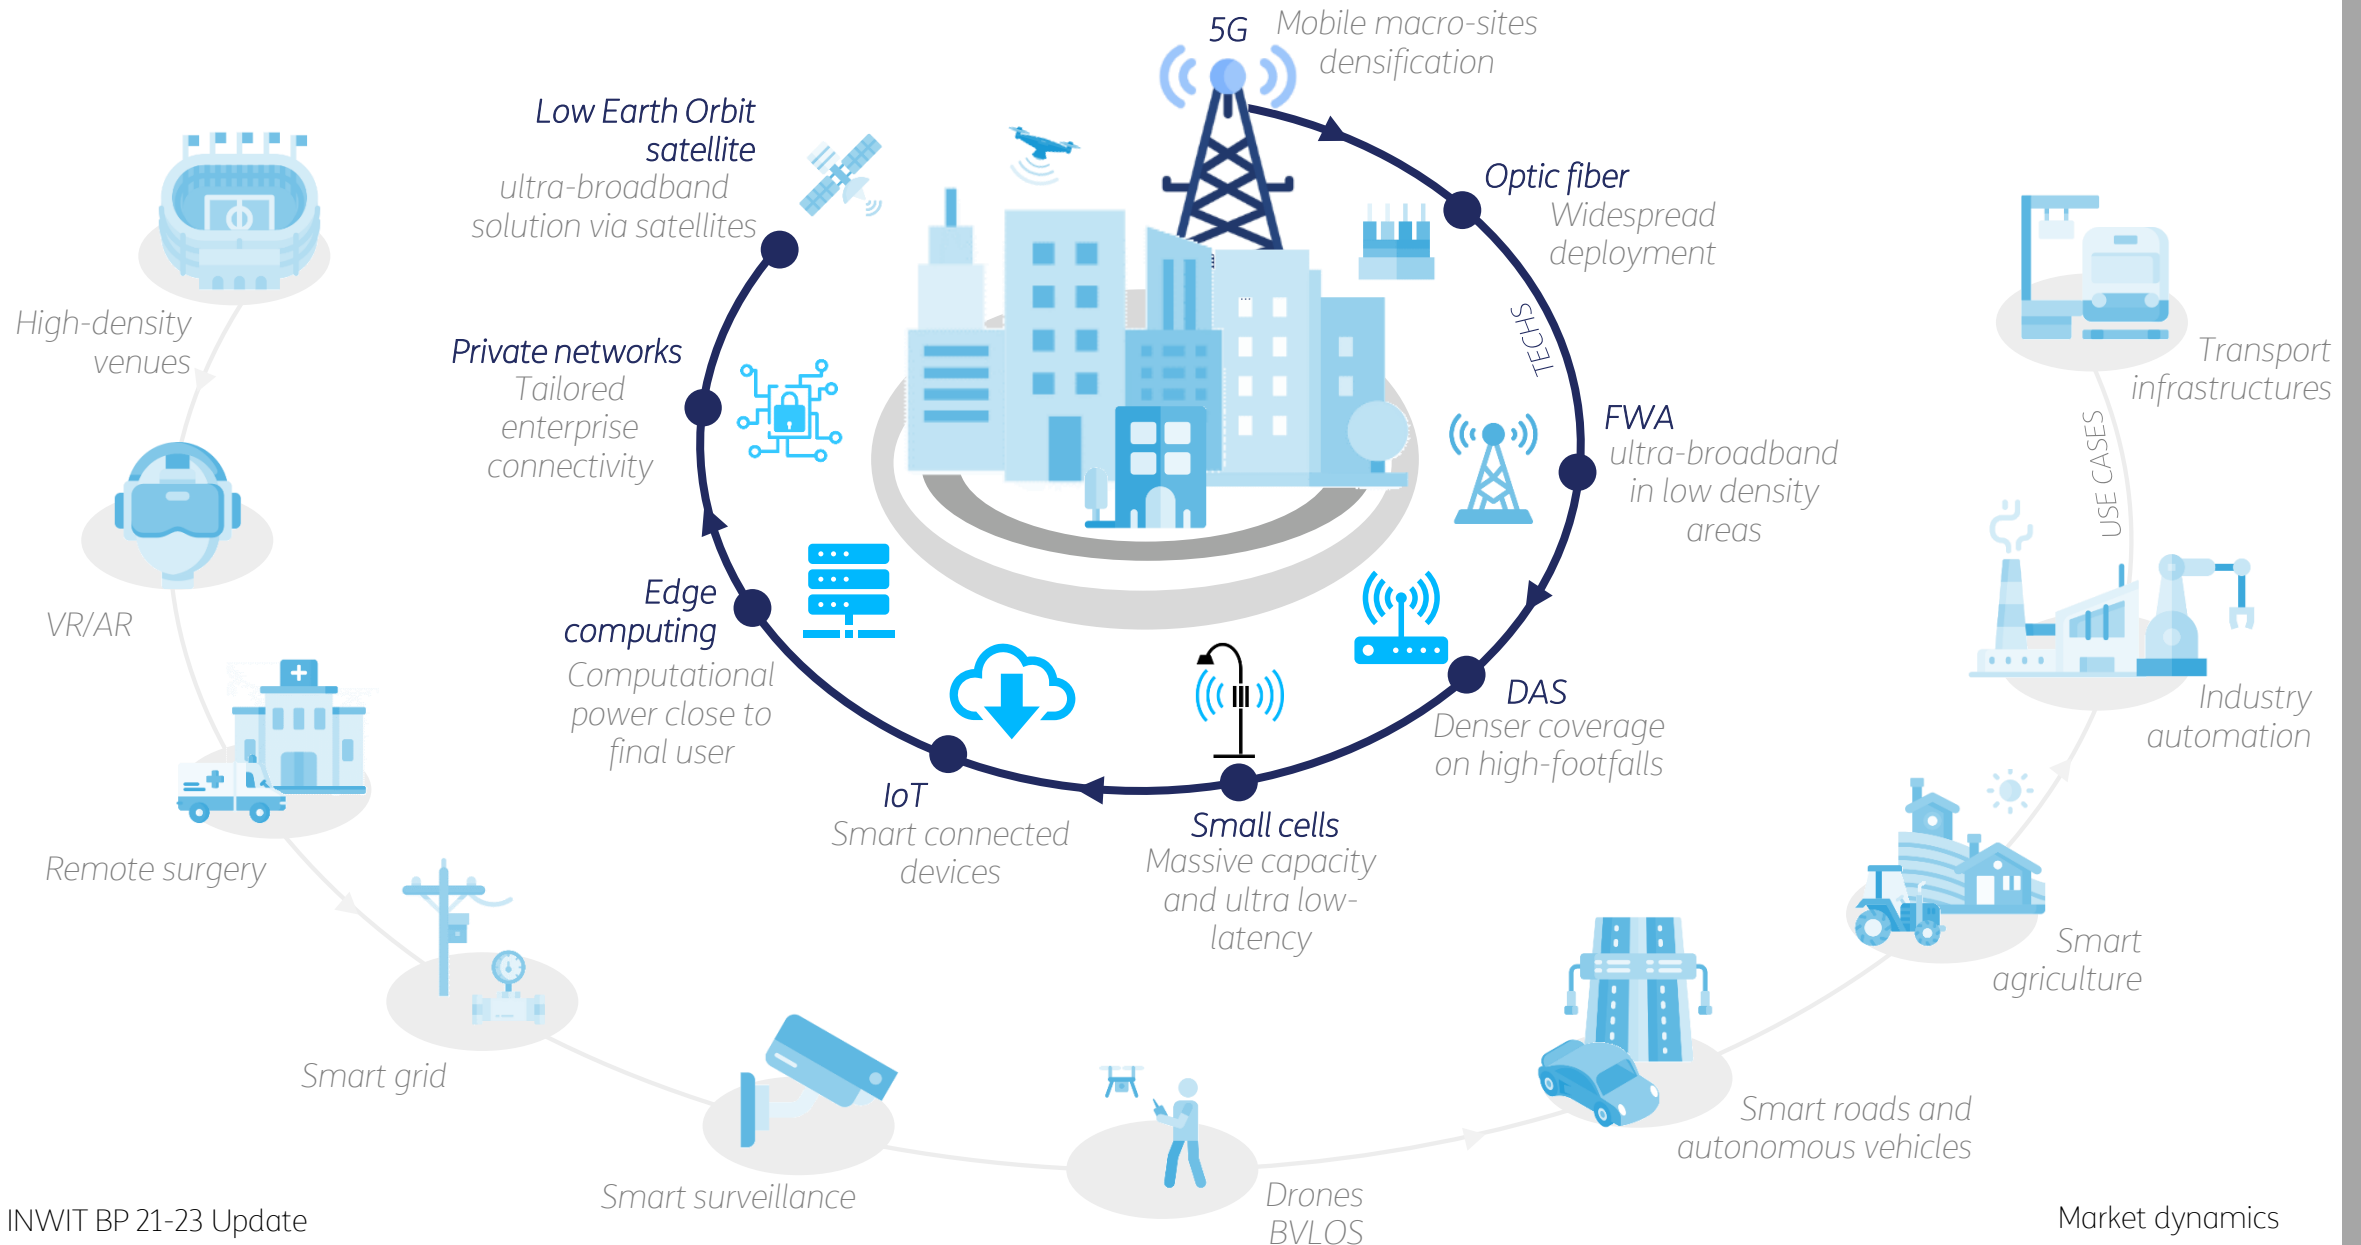 5G
Mobile macro-sites
densification
Low Earth Orbit
satellite
ultra-broadband
solution via satellites
Optic fiber
Widespread
deployment
TECHS
High-density
venues
Private networks
Tailored
enterprise
connectivity
Transport
infrastructures
FWA
ultra-broadband
in low density
areas
USE CASES
VR/AR
Edge
computing
Computational
power close to
final user
DAS
Denser coverage
on high-footfalls
Industry
automation
IoT
Smart connected
devices
Small cells
Massive capacity
and ultra low-
latency
Remote surgery
Smart
agriculture
Smart grid
Smart roads and
autonomous vehicles
Smart surveillance
Drones
BVLOS
INWIT BP 21-23 Update
Market dynamics